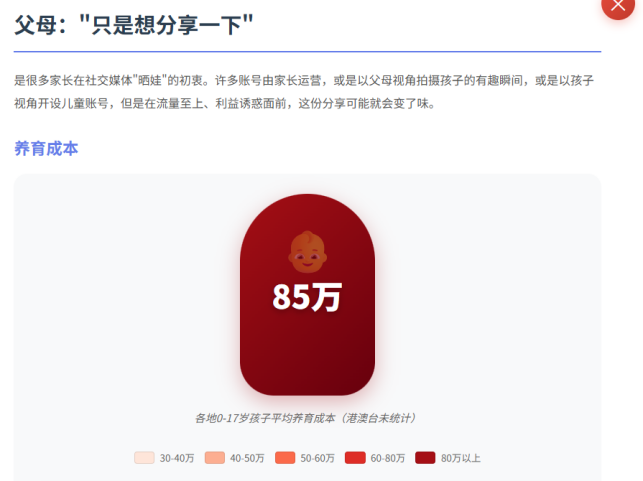 父母："只是想分享一下"
是很多家长在社交媒体"晒娃"的初衷。许多账号由家长运营，或是以父母视角拍摄孩子的有趣瞬间，或是以孩子
视角开设儿童账号，但是在流量至上、利益诱惑面前，这份分享可能就会变了味。
养育成本
85万
各地0-17岁孩子平均养育成本（港澳台未统计）
30-40万 40-50万 50-60万 60-80万 80万以上